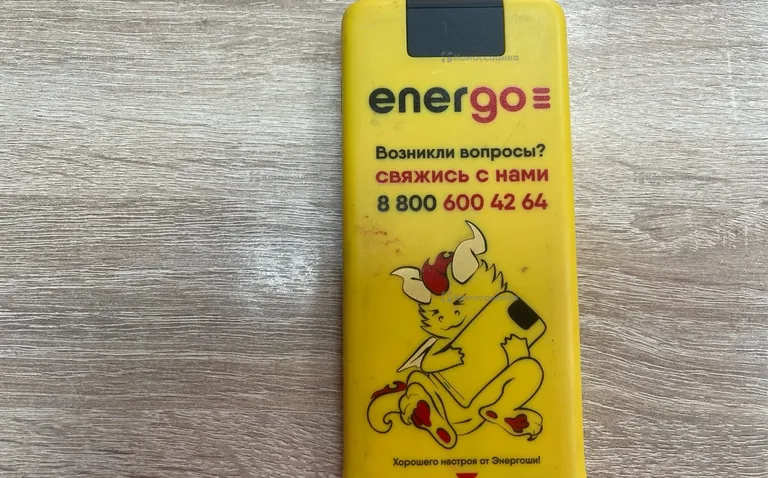 energo
Возникли вопросы?
свяжись с нами
8 800 600 42 64
Хорошего настроя от Энергоши!